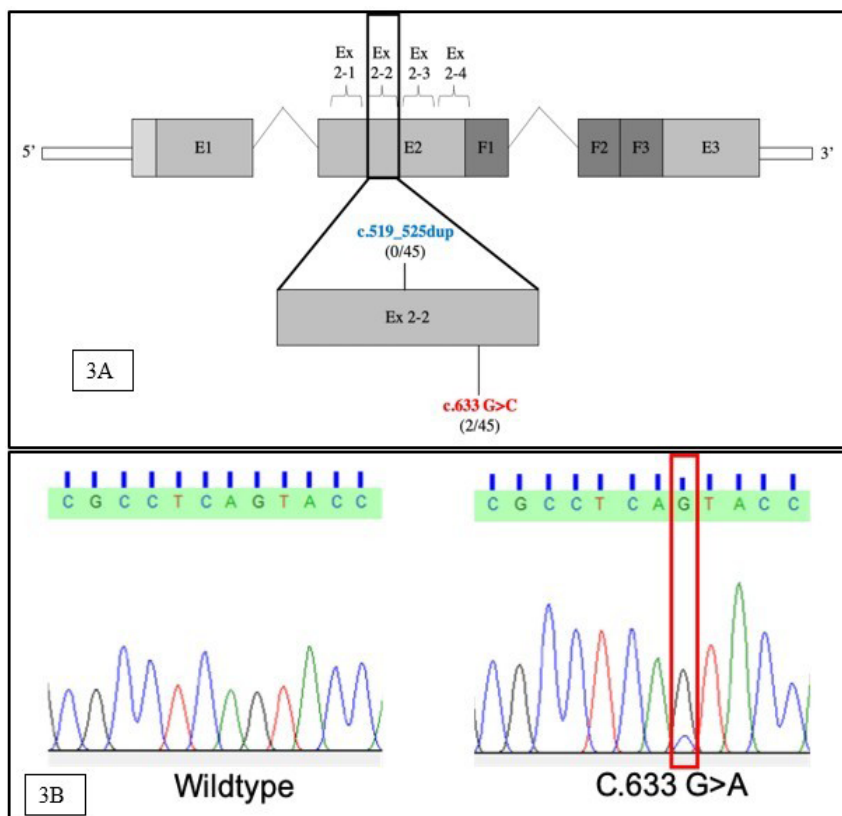 Ex Ex Ex Ex
2-1 2-2 2-3 2-4
5’ E1 E2 F1 F2 F3 E3 3’
c.519_525dup
(0/45)
Ex 2-2
3A
c.633 G>C
(2/45)
C G C C T C A G T A C C
C G C C T C A G T A C C
3B
Wildtype
C.633 G>A